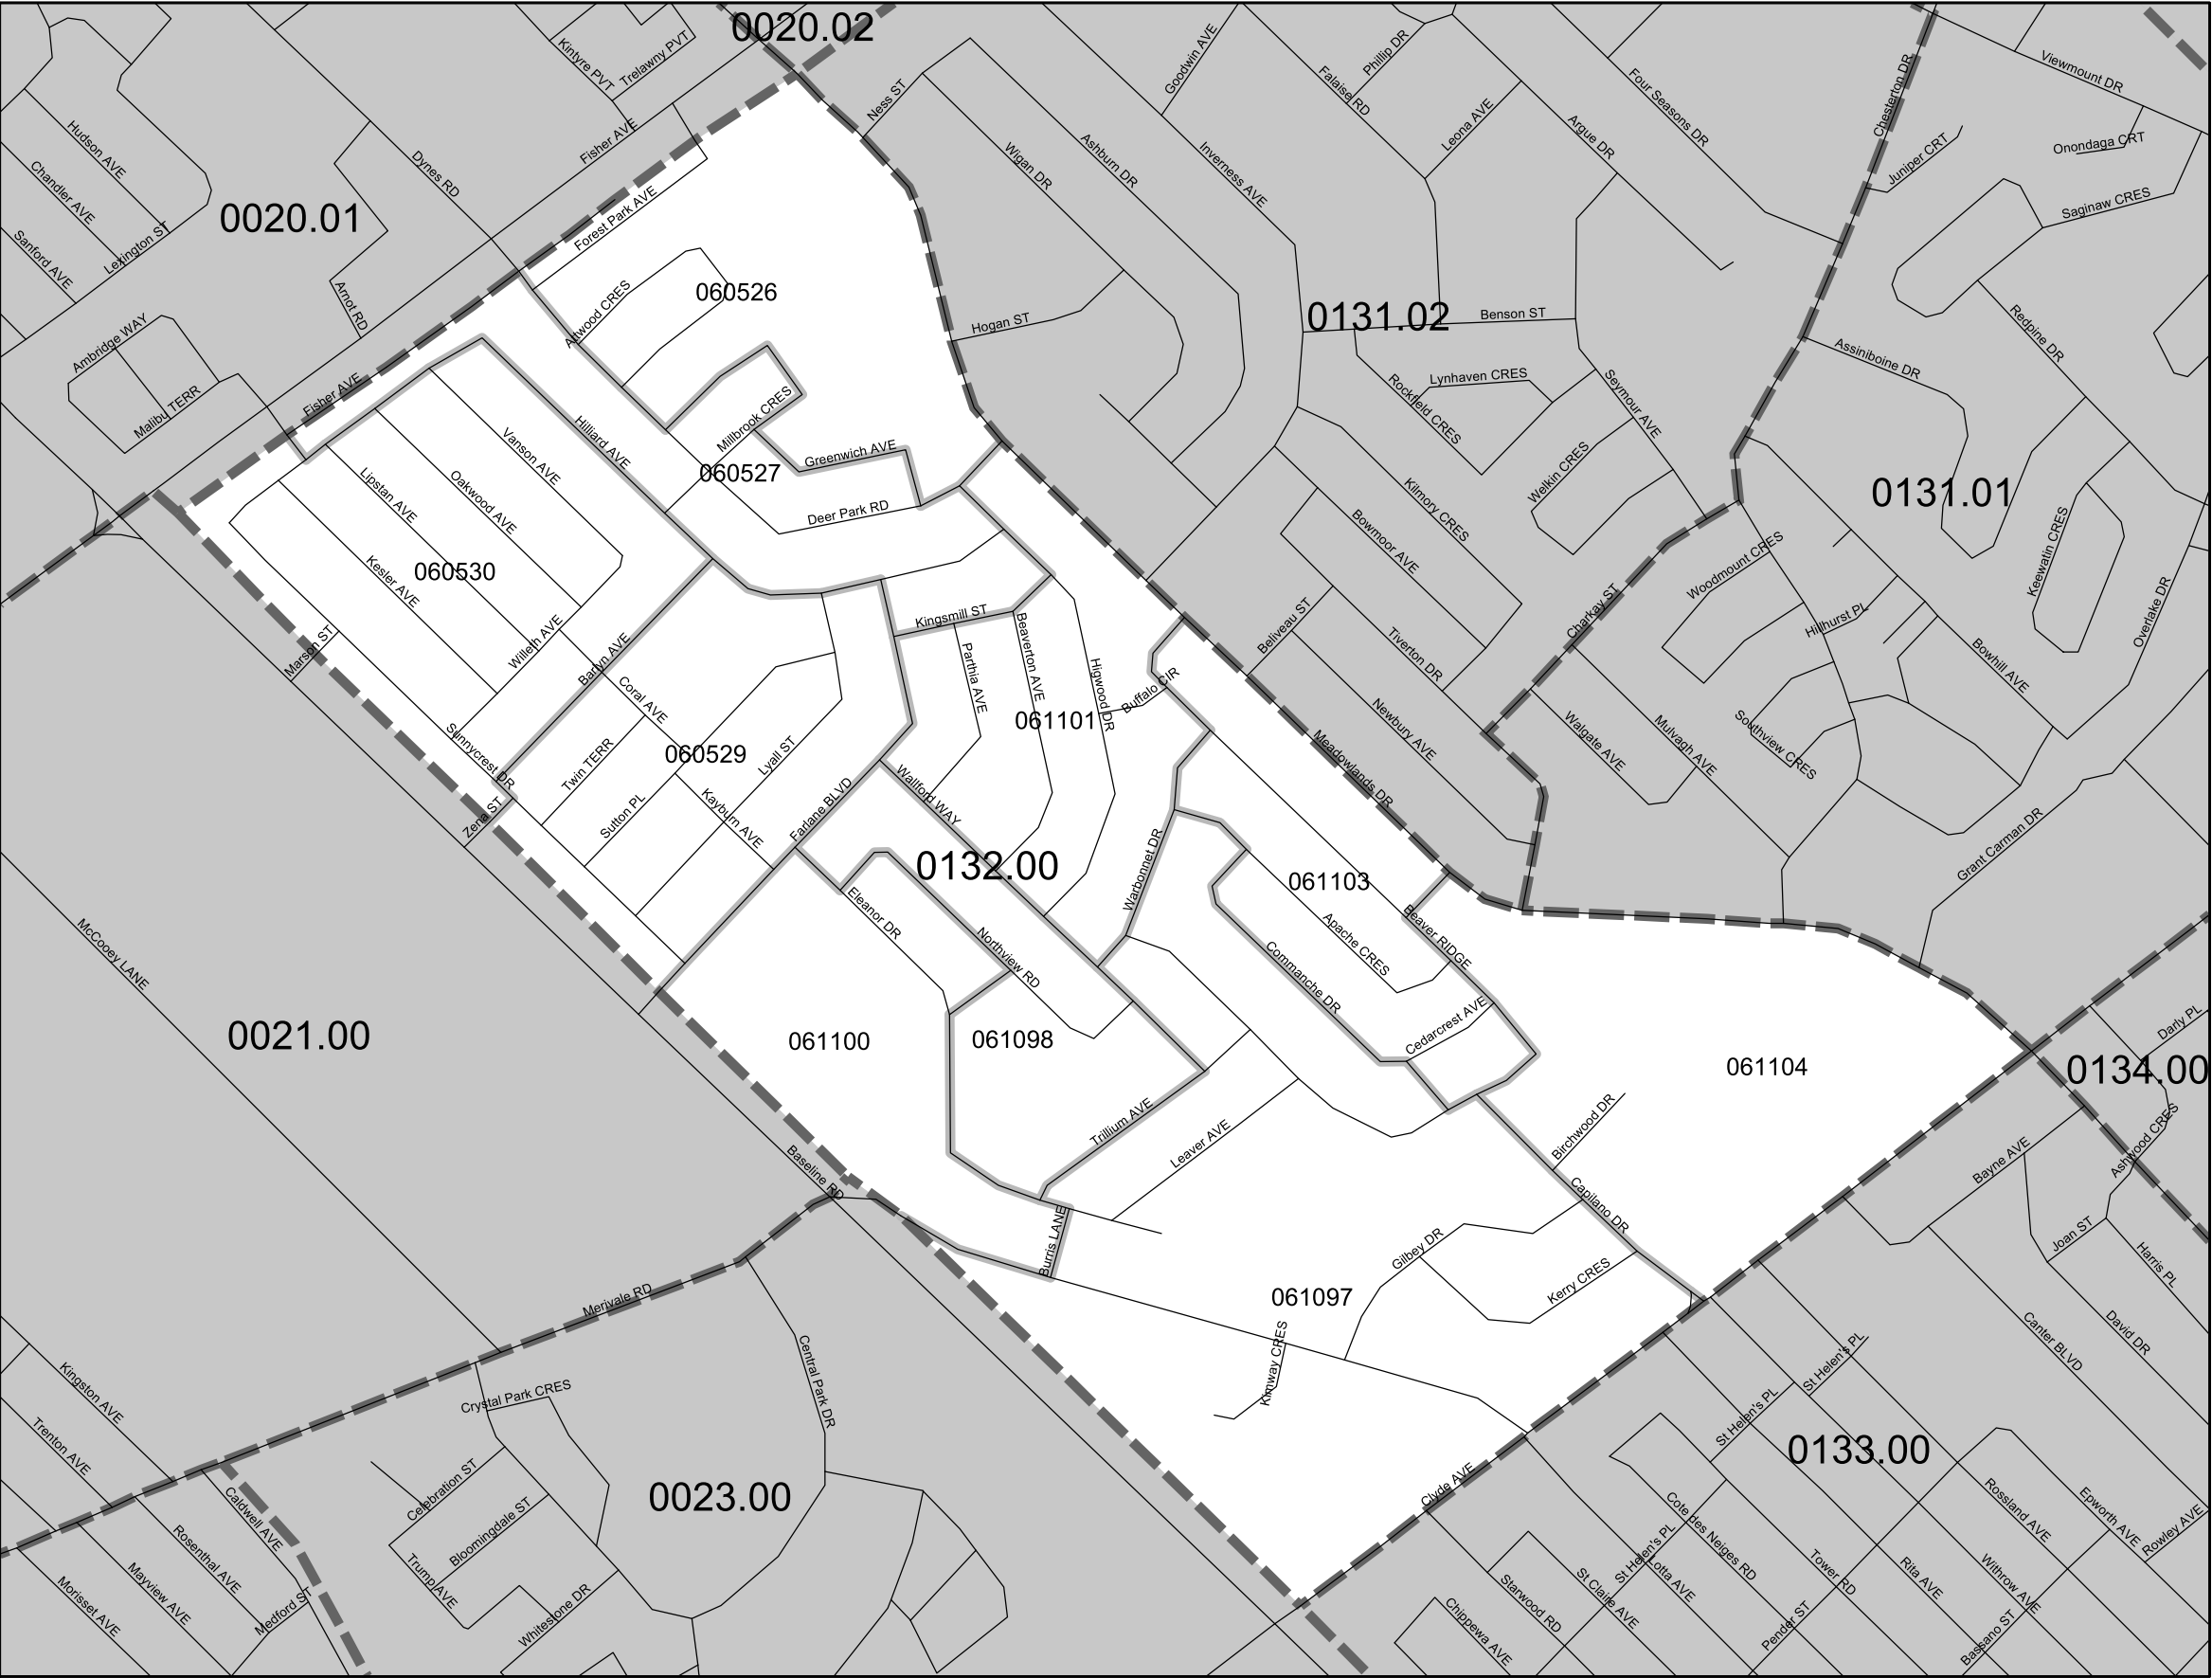 0020.02
Kintyre PVT
Trelawny PVT
Goodwin AVE
Phillip DR
Falaise RD
Four Seasons DR
Chesterton DR
Viewmount DR
Ness ST
Leona AVE
Argue DR
Juniper CRT
Onondaga CRT
Hudson AVE
Dynes RD
Fisher AVE
Wigan DR
Ashburn DR
Inverness AVE
Chandler AVE
0020.01
Forest Park AVE
Saginaw CRES
Sanford AVE
Lexington ST
Arnot RD
Attwood CRES
060526
Hogan ST
0131.02
Benson ST
Redpine DR
Ambridge WAY
Assiniboine DR
Malibu TERR
Fisher AVE
Millbrook CRES
Lynhaven CRES
Rockfield CRES
Seymour AVE
Hilliard AVE
Vanson AVE
Greenwich AVE
060527
Lipstan AVE
Oakwood AVE
Deer Park RD
Welkin CRES
Kilmory CRES
0131.01
Bowmoor AVE
Keewatin CRES
060530
Kesler AVE
Woodmount CRES
Charkay ST
Hillhurst PL
Overlake DR
Kingsmill ST
Beaverton AVE
Parthia AVE
Beliveau ST
Tiverton DR
Marson ST
Willeth AVE
Barlyn AVE
Bowhill AVE
Coral AVE
Higwood DR
Buffalo CIR
061101
Newbury AVE
Walgate AVE
Mulvagh AVE
Southview CRES
Sunnycrest DR
Twin TERR
060529
Lyall ST
Meadowlands DR
Zena ST
Sutton PL
Kayburn AVE
Farlane BLVD
Wallford WAY
Grant Carman DR
0132.00
Warbonnet DR
061103
Eleanor DR
Northview RD
Apache CRES
Beaver RIDGE
Commanche DR
McCooey LANE
0021.00
061100
061098
Cedarcrest AVE
061104
Darly PL
0134.00
Trillium AVE
Leaver AVE
Birchwood DR
Ashwood CRES
Bayne AVE
Baseline RD
Capilano DR
Burris LANE
Gilbey DR
Joan ST
Harris PL
Merivale RD
061097
Kerry CRES
Kimway CRES
Central Park DR
St Helen's PL
Canter BLVD
David DR
Kingston AVE
Crystal Park CRES
St Helen's PL
0133.00
Trenton AVE
0023.00
Celebration ST
Clyde AVE
Caldwell AVE
Bloomingdale ST
Cote des Neiges RD
Rossland AVE
Epworth AVE
Rowley AVE
Rosenthal AVE
Trump AVE
St Helen's PL
Lotta AVE
Tower RD
Rita AVE
Withrow AVE
Mayview AVE
Morisset AVE
Medford ST
Whitestone DR
Starwood RD
St Claire AVE
Chippewa AVE
Pender ST
Bassano ST